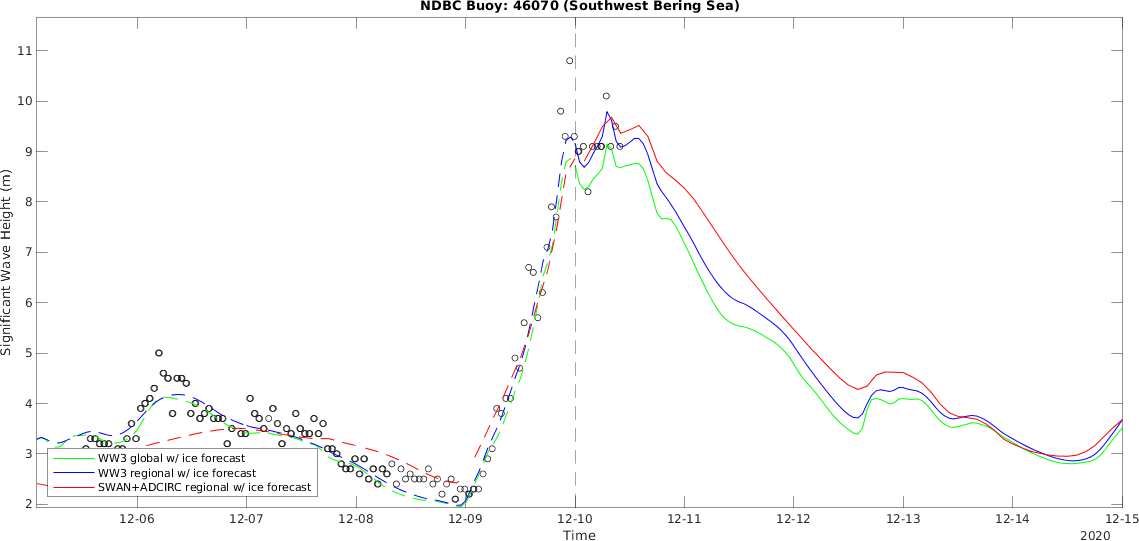 NDBC Buoy: 46070 (Southwest Bering Sea)
Significant Wave Height (m)
11
10
9
8
7
6
5
4
3
2
WW3 global w/ ice forecast
WW3 regional w/ ice forecast
SWAN+ADCIRC regional w/ ice forecast
12-06 12-07 12-08 12-09 12-10 12-11 12-12 12-13 12-14 12-15
Time
2020